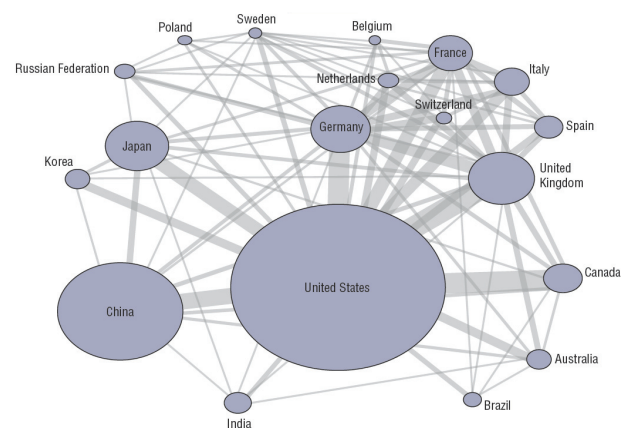 Sweden
Poland
Belgium
France
Russian Federation
Netherlands
Italy
Switzerland
Germany
Spain
Japan
Korea
United
Kingdom
Canada
United States
China
Australia
Brazil
India